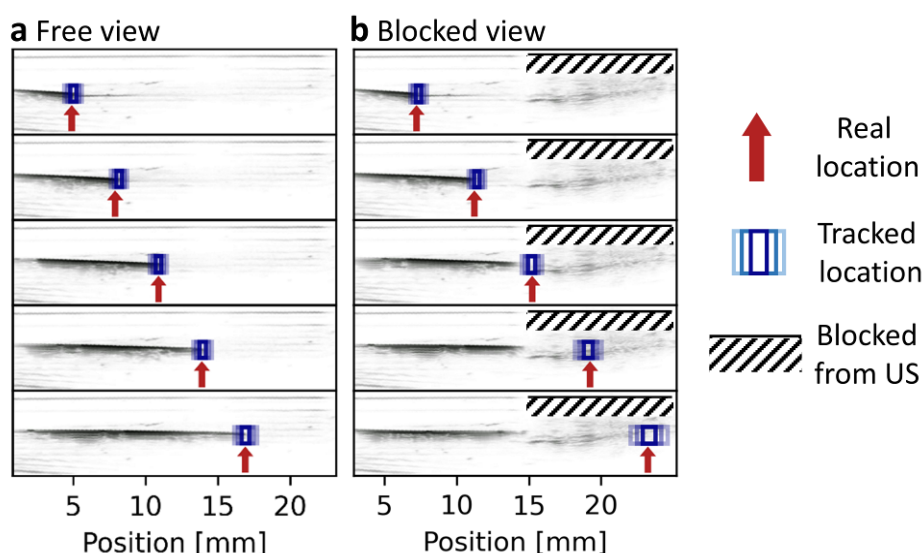 a Free view
b Blocked view
Real
location
Tracked
location
Blocked
from US
5 10 15 20
5 10 15 20
Position [mm]
Position [mm]